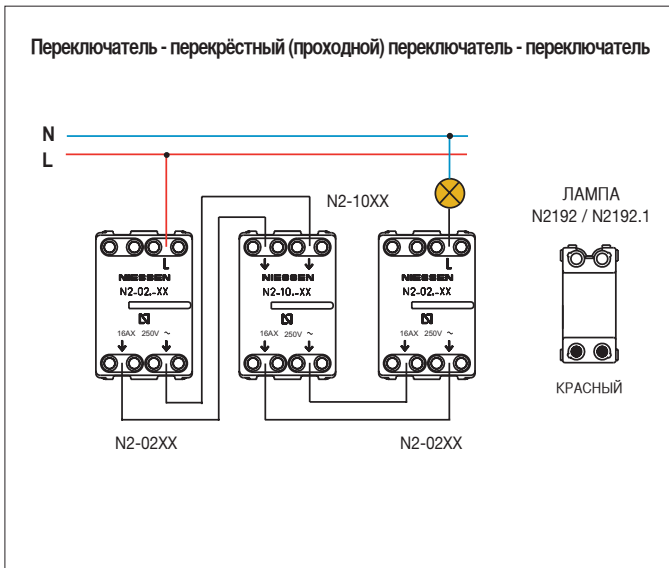 Переключатель - перекрёстный (проходной) переключатель - переключатель
N
L
N2-10XX
ЛАМПА
N2192 / N2192.1
L
NIESSEN
N2-02.-XX
16AX 250V ~
NIESSEN
N2-10.-XX
16AX 250V ~
L
NIESSEN
N2-02.-XX
16AX 250V ~
КРАСНЫЙ
N2-02XX
N2-02XX